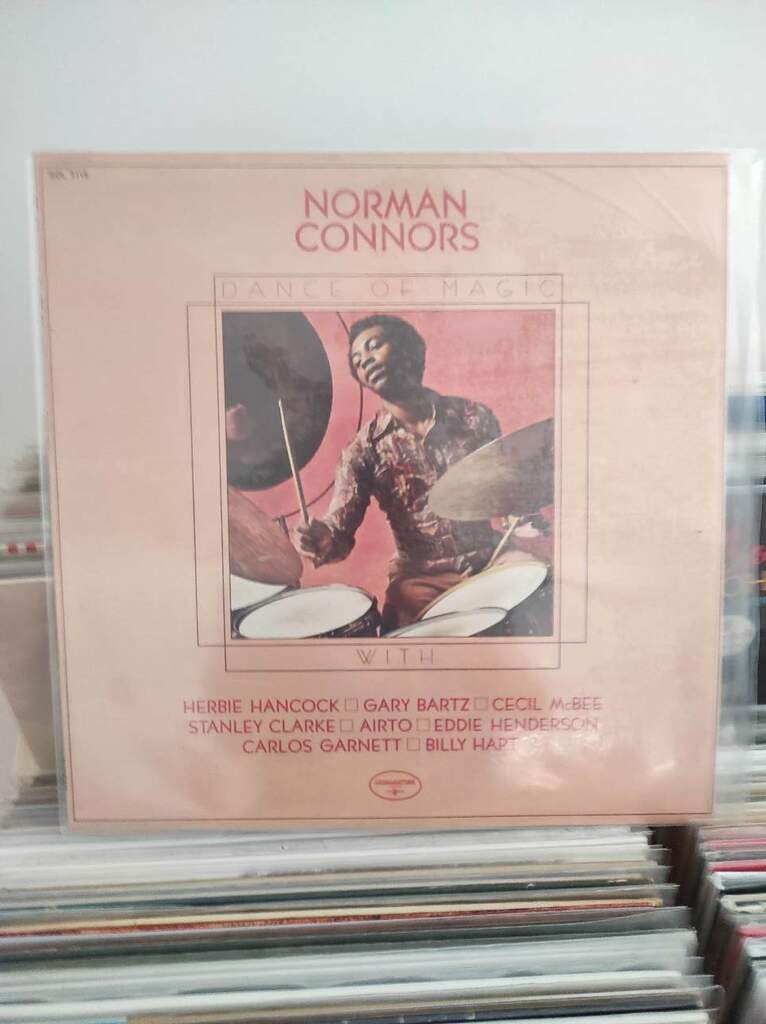 NORMAN
CONNORS
DANCE OF MAGIC
WITH
HERBIE HANCOCK □ GARY BARTZ □ CECIL McBEE
STANLEY CLARKE □ AIRTO □ EDDIE HENDERSON
CARLOS GARNETT □ BILLY HART